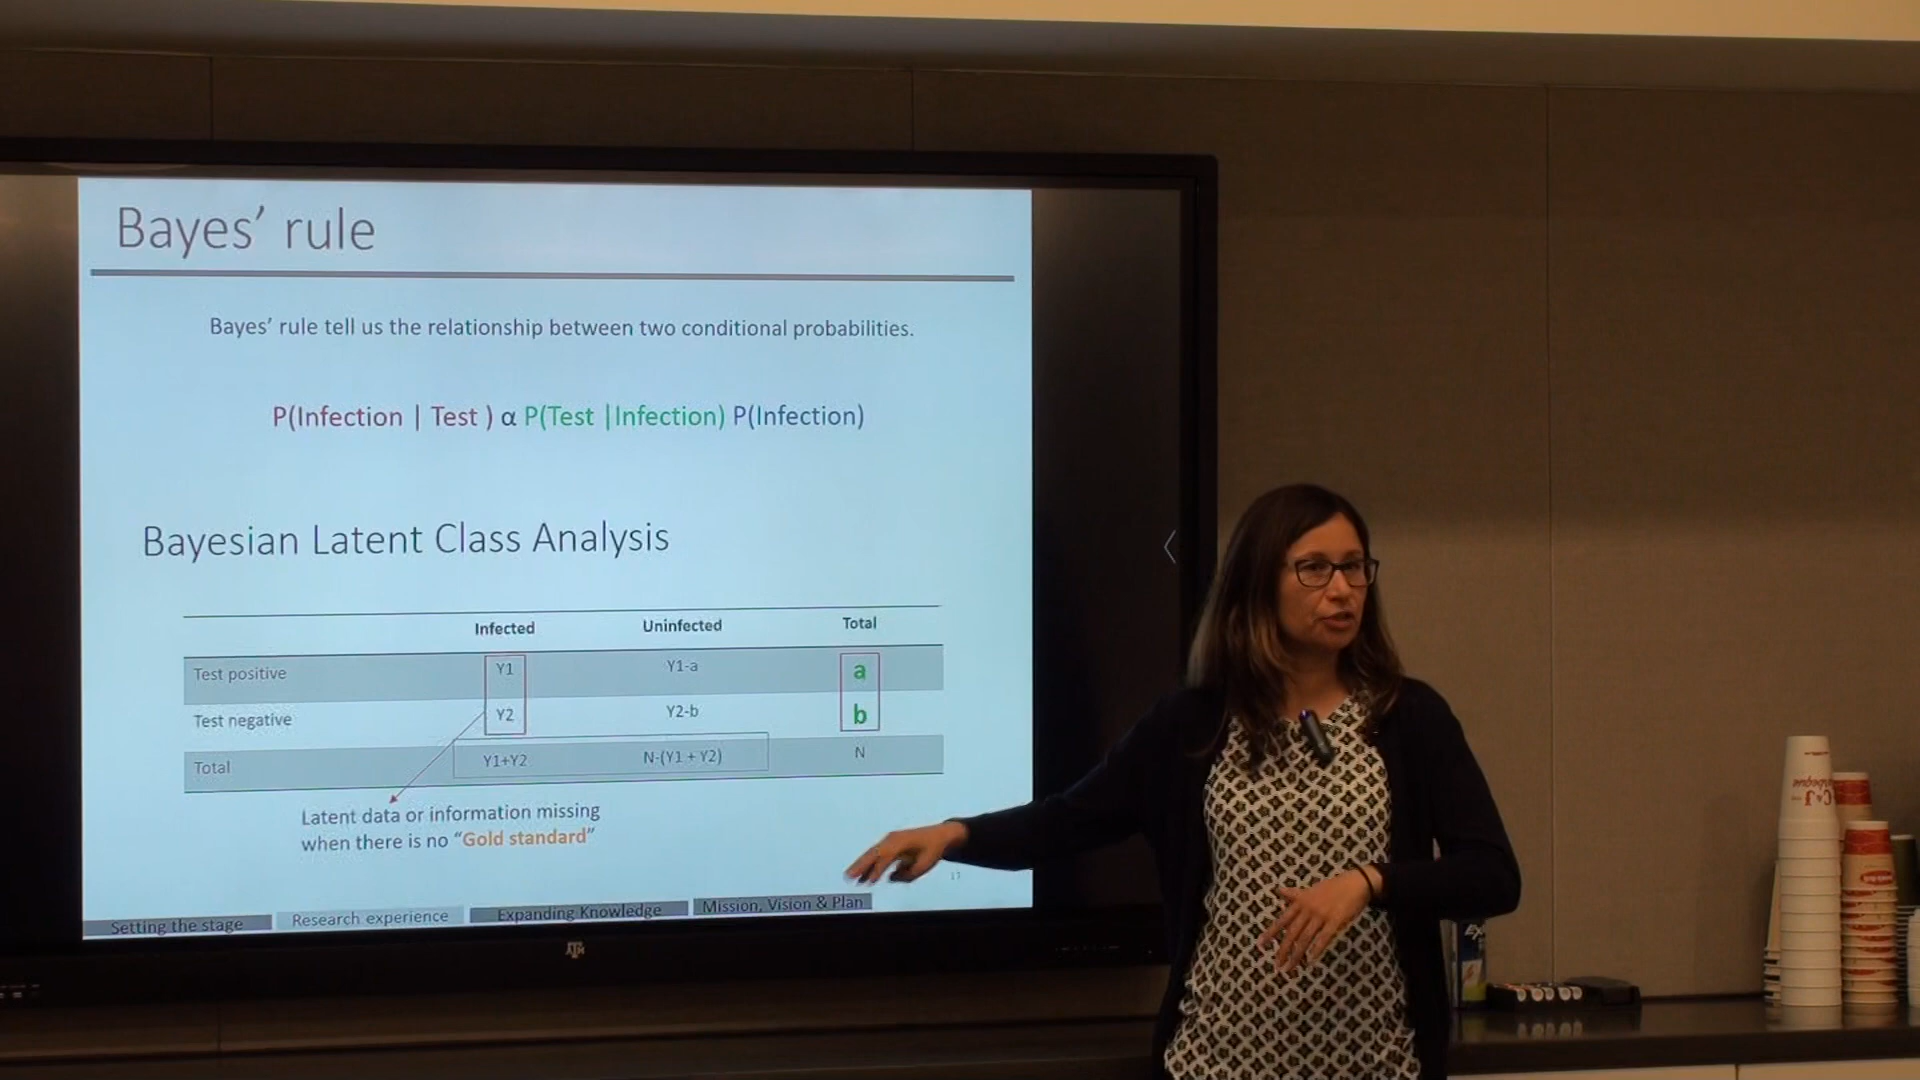 Bayes’ rule
Bayes’ rule tell us the relationship between two conditional probabilities.
P(Infection | Test ) α P(Test |Infection) P(Infection)
Bayesian Latent Class Analysis
Infected Uninfected Total
Test positive Y1 Y1-a a
Test negative Y2 Y2-b b
Total Y1+Y2 N-(Y1 + Y2) N
Latent data or information missing
when there is no “Gold standard”
17
Setting the stage Research experience Expanding Knowledge Mission, Vision & Plan
ATM
C&J